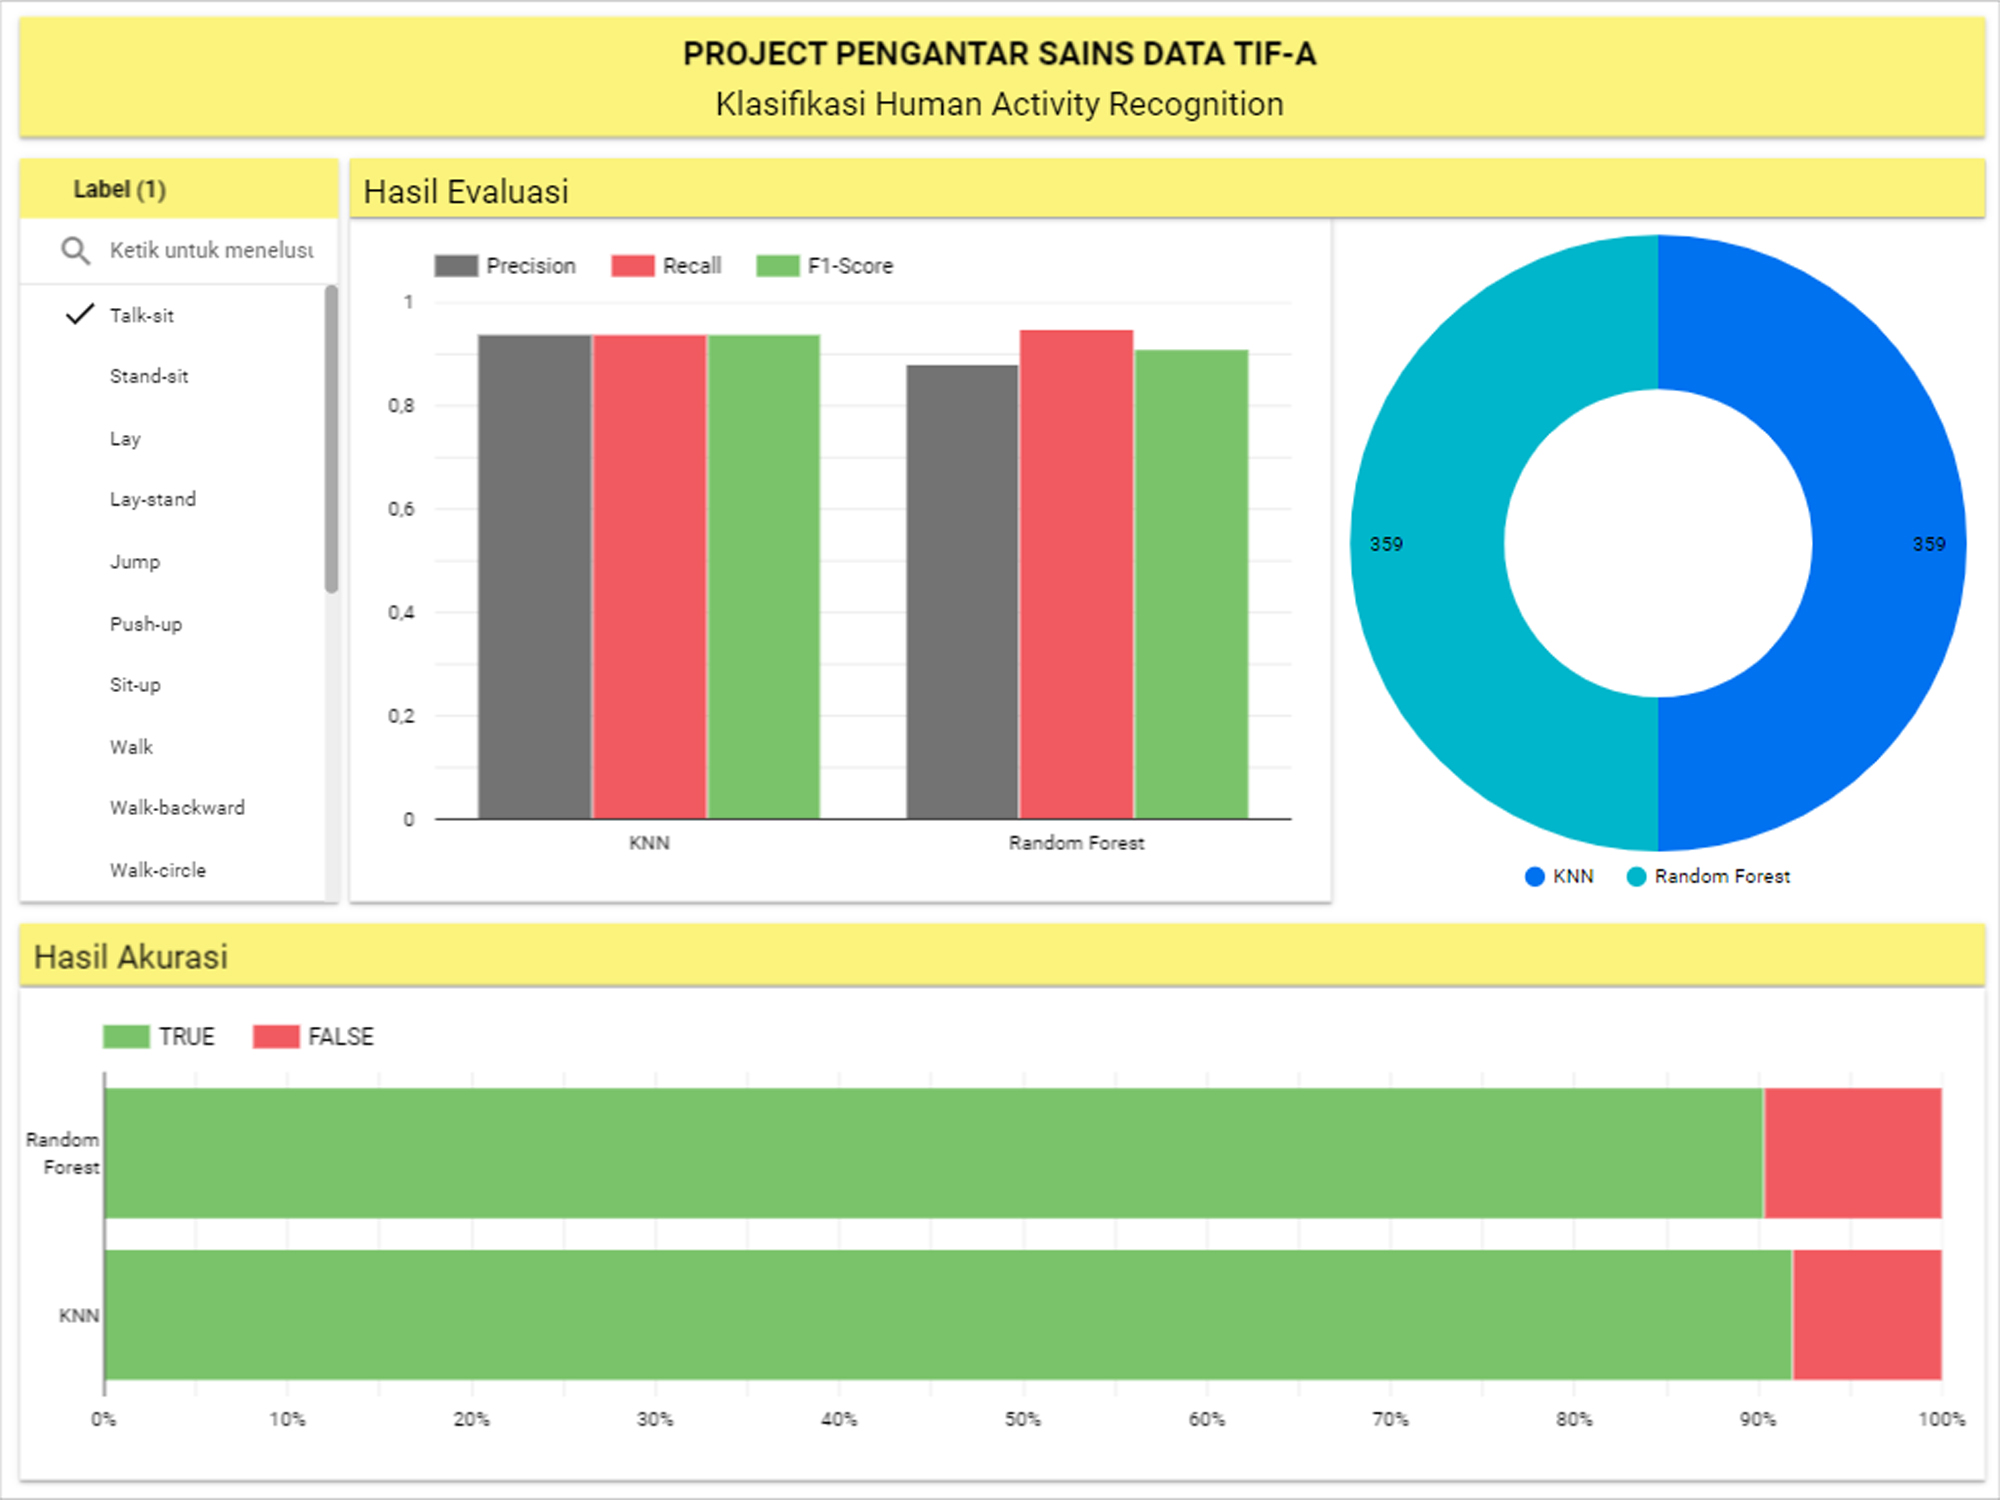 PROJECT PENGANTAR SAINS DATA TIF-A
Klasifikasi Human Activity Recognition
Label (1)
Ketik untuk menelusu
Talk-sit
Stand-sit
Lay
Lay-stand
Jump
Push-up
Sit-up
Walk
Walk-backward
Walk-circle
Hasil Evaluasi
Precision Recall F1-Score
1
0,8
0,6
0,4
0,2
0
KNN Random Forest
359 359
KNN Random Forest
Hasil Akurasi
TRUE FALSE
Random
Forest
KNN
0% 10% 20% 30% 40% 50% 60% 70% 80% 90% 100%